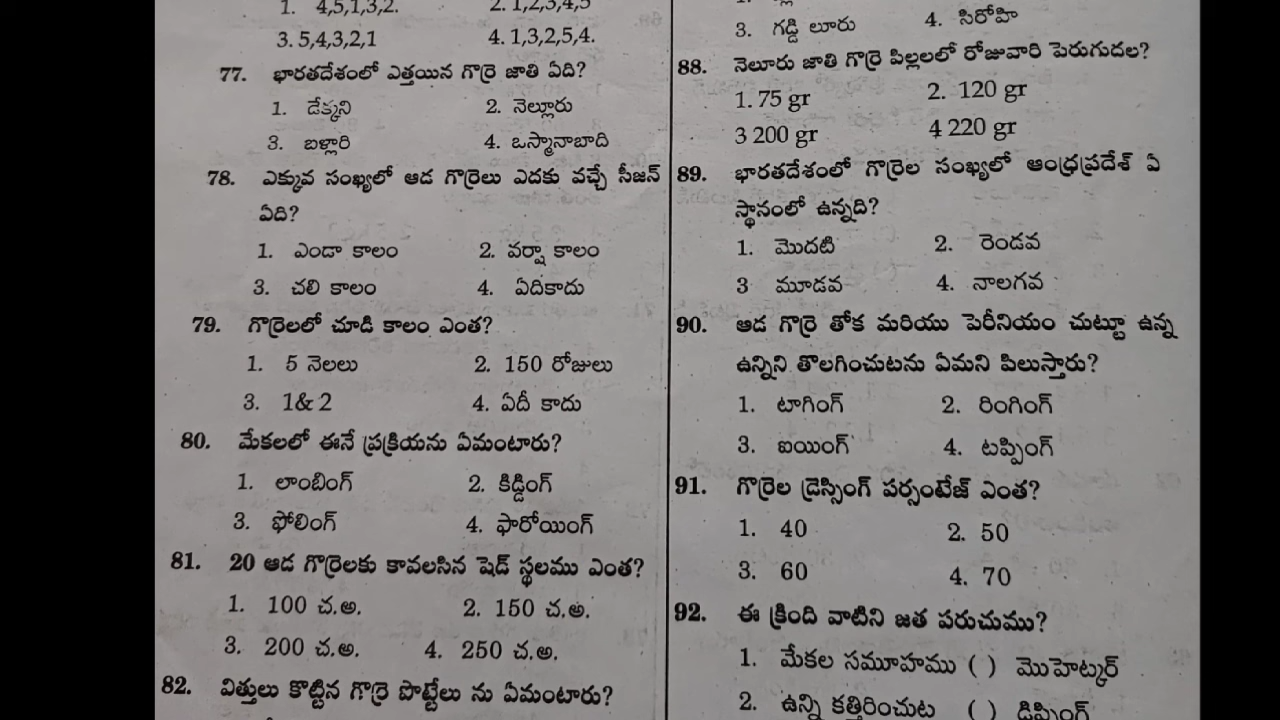 1. 4,5,1,3,2. 2. 1,2,3,4,5
3. 5,4,3,2,1 4. 1,3,2,5,4.
77. భారతదేశంలో ఎత్తయిన గొర్రె జాతి ఏది?
1. డేక్కని 2. నెల్లూరు
3. బళ్లారి 4. ఒస్మానాబాది
78. ఎక్కువ సంఖ్యలో ఆడ గొర్రెలు ఎదకు వచ్చే సీజన్
ఏది?
1. ఎండా కాలం 2. వర్షా కాలం
3. చలి కాలం 4. ఏదికాదు
79. గొర్రెలలో చూడి కాలం ఎంత?
1. 5 నెలలు 2. 150 రోజులు
3. 1& 2 4. ఏదీ కాదు
80. మేకలలో ఈనే ప్రక్రియను ఏమంటారు?
1. లాంబింగ్ 2. కిడ్డింగ్
3. ఫోలింగ్ 4. ఫారోయింగ్
81. 20 ఆడ గొర్రెలకు కావలసిన షెడ్ స్థలము ఎంత?
1. 100 చ.అ. 2. 150 చ.అ.
3. 200 చ.అ. 4. 250 చ.అ.
82. విత్తులు కొట్టిన గొర్రె పొట్టేలు ను ఏమంటారు?
3. గడ్డి లూరు 4. సిరోహి
88. నెలూరు జాతి గొర్రె పిల్లలలో రోజువారి పెరుగుదల?
1. 75 gr 2. 120 gr
3 200 gr 4 220 gr
89. భారతదేశంలో గొర్రెల సంఖ్యలో ఆంధ్రప్రదేశ్ ఏ
స్థానంలో ఉన్నది?
1. మొదటి 2. రెండవ
3 మూడవ 4. నాలగవ
90. ఆడ గొర్రె తోక మరియు పెరీనియం చుట్టూ ఉన్న
ఉన్నిని తొలగించుటను ఏమని పిలుస్తారు?
1. టాగింగ్ 2. రింగింగ్
3. ఐయింగ్ 4. టప్పింగ్
91. గొర్రెల డ్రెస్సింగ్ పర్సంటేజ్ ఎంత?
1. 40 2. 50
3. 60 4. 70
92. ఈ క్రింది వాటిని జత పరుచుము?
1. మేకల సమూహము ( ) మొహెట్కర్
2. ఉన్ని కత్తిరించుట ( ) డిప్పింగ్